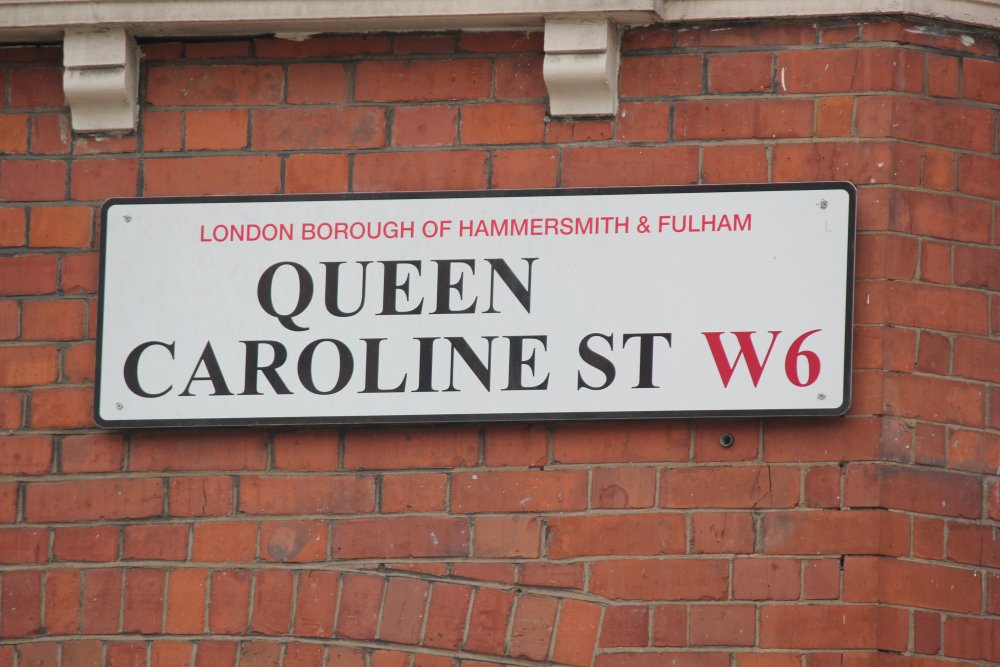 LONDON BOROUGH OF HAMMERSMITH & FULHAM
QUEEN
CAROLINE ST W6